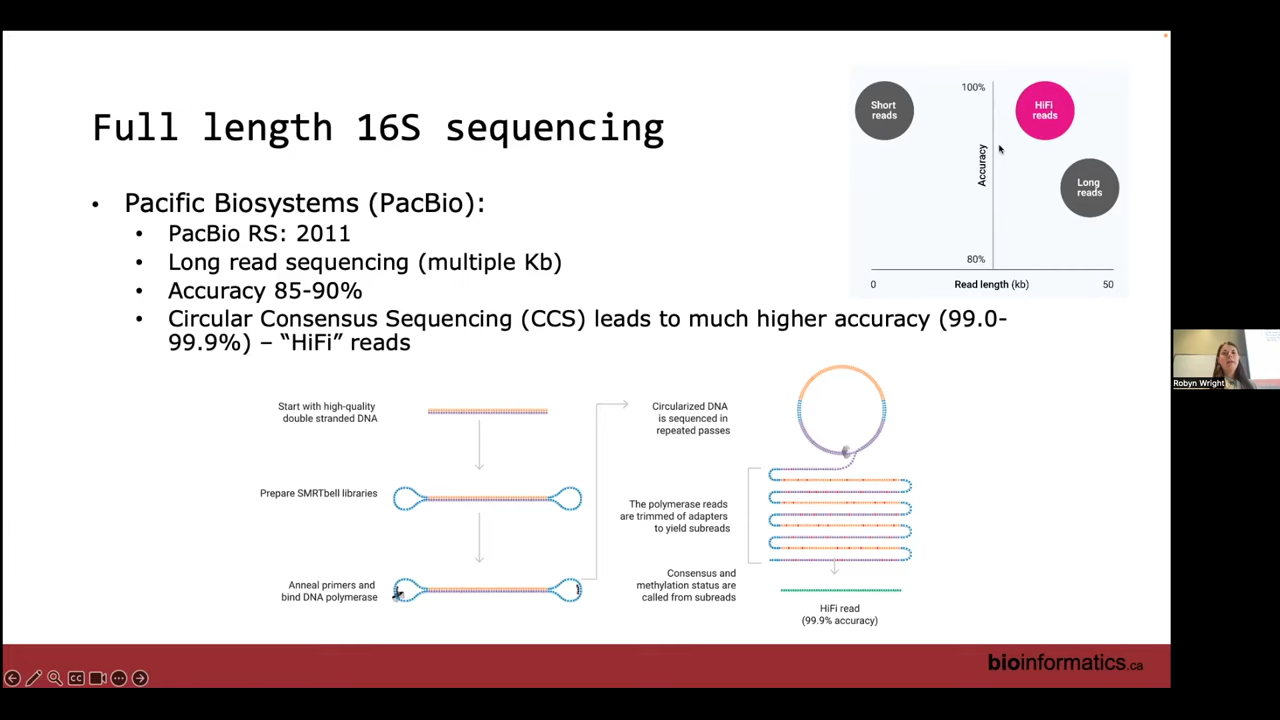 Full length 16S sequencing
• Pacific Biosystems (PacBio):
• PacBio RS: 2011
• Long read sequencing (multiple Kb)
• Accuracy 85-90%
• Circular Consensus Sequencing (CCS) leads to much higher accuracy (99.0-
99.9%) – “HiFi” reads
Short
reads
100%
HiFi
reads
Accuracy
Long
reads
80%
0
Read length (kb)
50
Start with high-quality
double stranded DNA
Prepare SMRTbell libraries
Anneal primers and
bind DNA polymerase
Circularized DNA
is sequenced in
repeated passes
The polymerase reads
are trimmed of adapters
to yield subreads
Consensus and
methylation status are
called from subreads
HiFi read
(99.9% accuracy)
Robyn Wright
bioinformatics.ca
CC